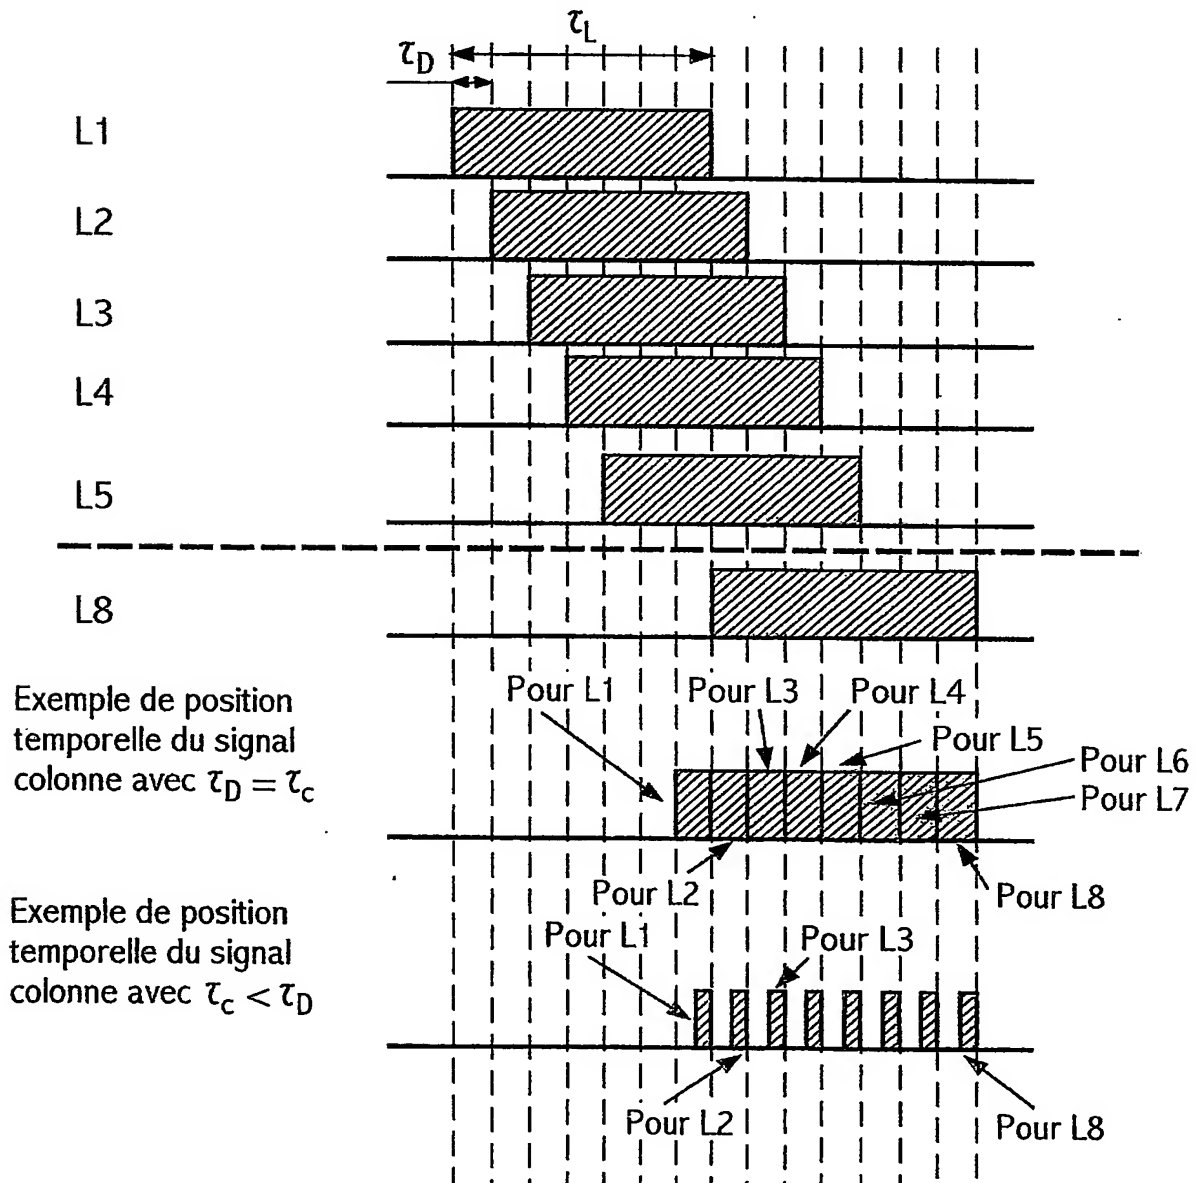 τL
τD
L1
L2
L3
L4
L5
L8
Exemple de position
temporelle du signal
colonne avec τD = τc
Pour L1
Pour L3
Pour L4
Pour L5
Pour L6
Pour L7
Pour L2
Pour L8
Exemple de position
temporelle du signal
colonne avec τc < τD
Pour L1
Pour L3
Pour L2
Pour L8